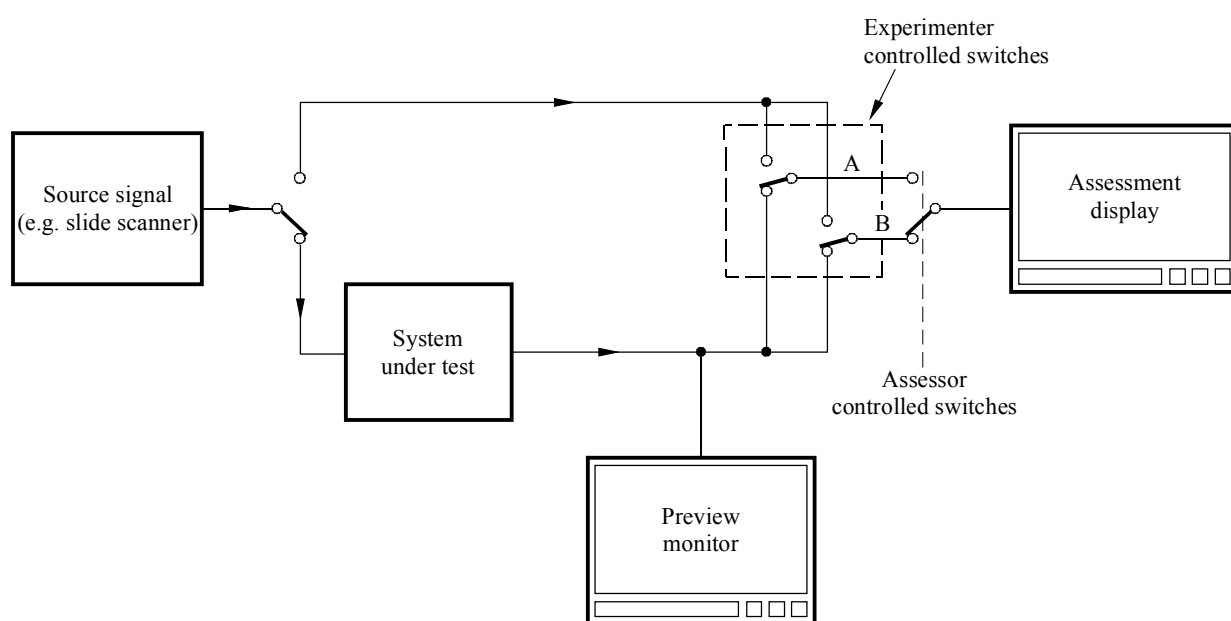 Experimenter
controlled switches
Source signal
(e.g. slide scanner)
A
B
Assessment
display
System
under test
Assessor
controlled switches
Preview
monitor